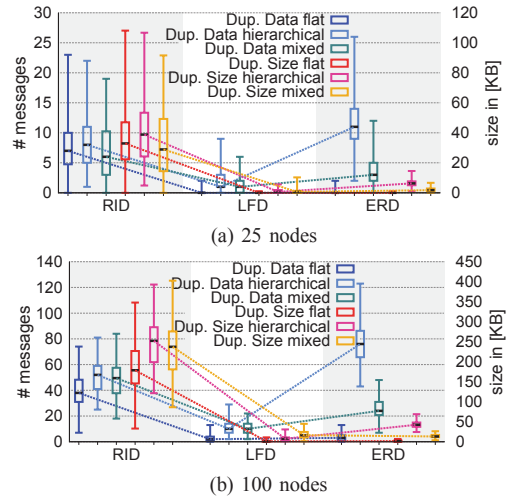 30
25
20
15
10
5
0
# messages
Dup. Data flat
Dup. Data hierarchical
Dup. Data mixed
Dup. Size flat
Dup. Size hierarchical
Dup. Size mixed
120
100
80
60
40
20
0
size in [KB]
RID LFD ERD
(a) 25 nodes
140
120
100
80
60
40
20
0
# messages
Dup. Data flat
Dup. Data hierarchical
Dup. Data mixed
Dup. Size flat
Dup. Size hierarchical
Dup. Size mixed
450
400
350
300
250
200
150
100
50
0
size in [KB]
RID LFD ERD
(b) 100 nodes